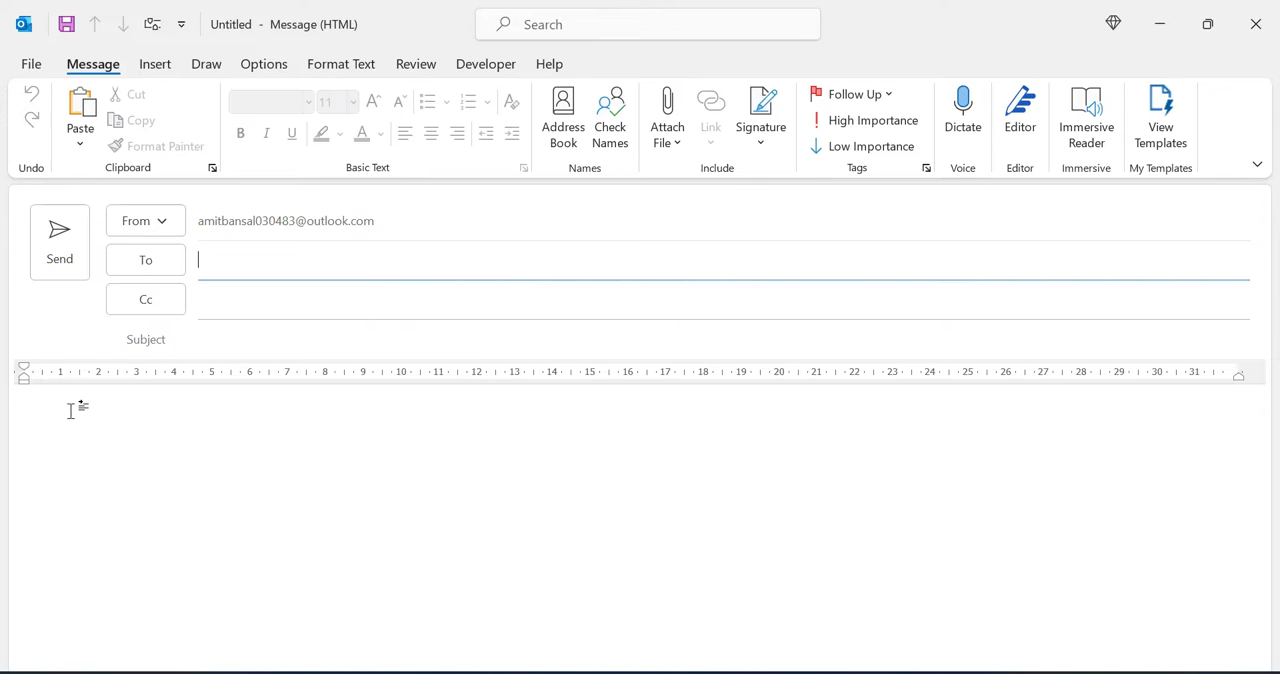 Untitled - Message (HTML)
Search
File Message Insert Draw Options Format Text Review Developer Help
Undo
Paste
Cut
Copy
Format Painter
Clipboard
11
B I U A
Basic Text
Address Book
Check Names
Names
Attach File
Link
Signature
Include
Follow Up
High Importance
Low Importance
Tags
Dictate
Voice
Editor
Editor
Immersive Reader
Immersive
View Templates
My Templates
Send
From
amitbansal030483@outlook.com
To
Cc
Subject
1 2 3 4 5 6 7 8 9 10 11 12 13 14 15 16 17 18 19 20 21 22 23 24 25 26 27 28 29 30 31